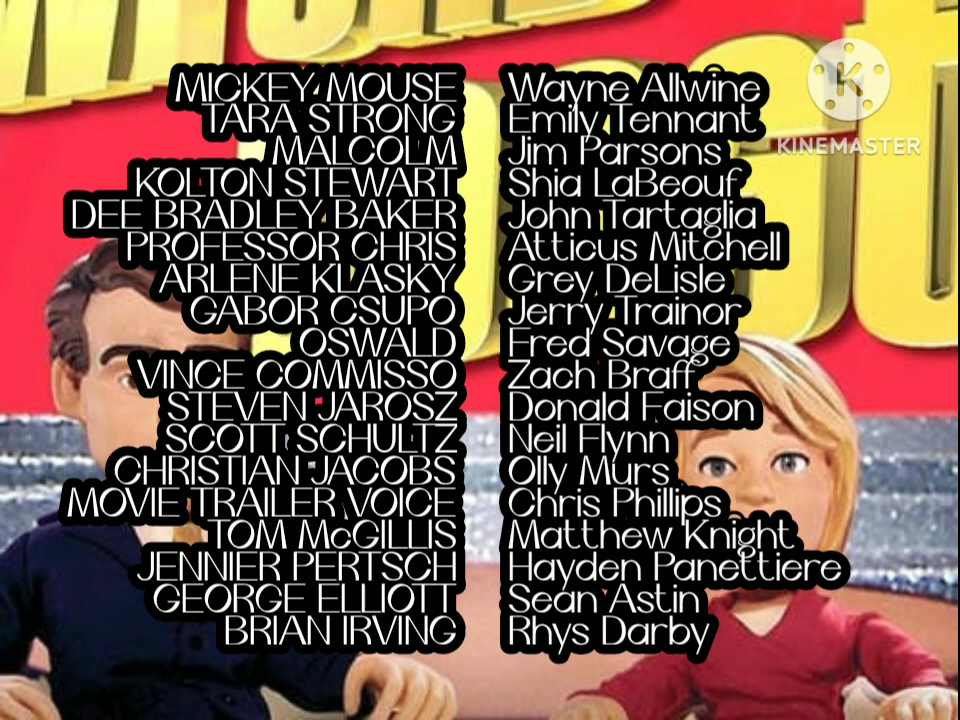 MICKEY MOUSE Wayne Allwine
TARA STRONG Emily Tennant
MALCOLM Jim Parsons
KOLTON STEWART Shia LaBeouf
DEE BRADLEY BAKER John Tartaglia
PROFESSOR CHRIS Atticus Mitchell
ARLENE KLASKY Grey DeLisle
GABOR CSUPO Jerry Trainor
OSWALD Fred Savage
VINCE COMMISSO Zach Braff
STEVEN JAROSZ Donald Faison
SCOTT SCHULTZ Neil Flynn
CHRISTIAN JACOBS Olly Murs
MOVIE TRAILER VOICE Chris Phillips
TOM McGILLIS Matthew Knight
JENNIER PERTSCH Hayden Panettiere
GEORGE ELLIOTT Sean Astin
BRIAN IRVING Rhys Darby
K
KINEMASTER